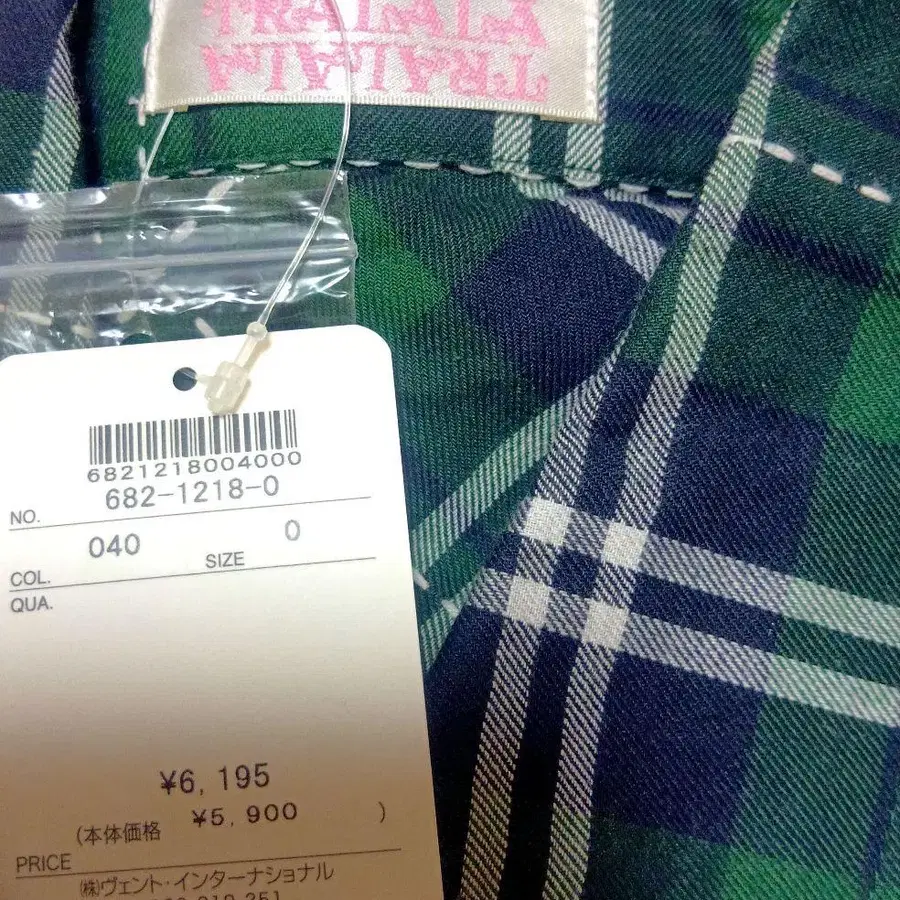 TRALALA
TRALALA
6821218004000
NO. 682-1218-0
COL. 040 SIZE 0
QUA.
¥6,195
(本体価格 ¥5,900 )
PRICE
㈱ヴェント・インターナショナル